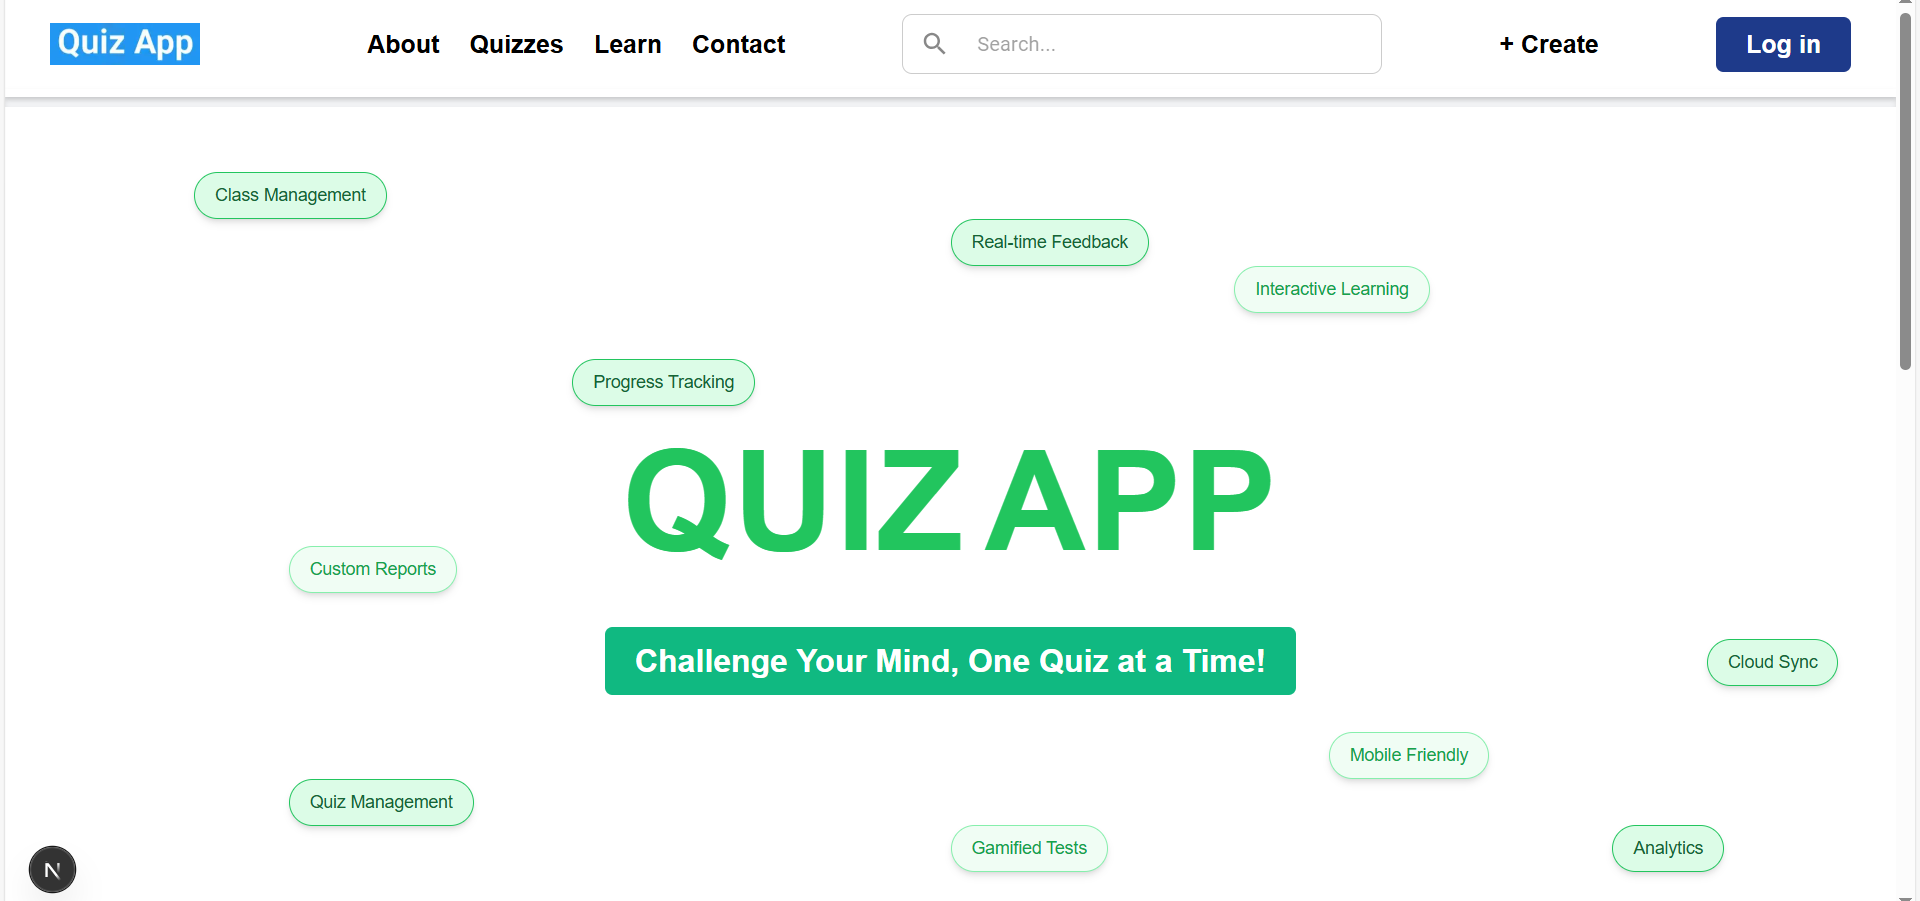 Quiz App
About Quizzes Learn Contact
Search...
+ Create
Log in
Class Management
Real-time Feedback
Interactive Learning
Progress Tracking
QUIZ APP
Custom Reports
Challenge Your Mind, One Quiz at a Time!
Cloud Sync
Mobile Friendly
Quiz Management
Gamified Tests
Analytics
N